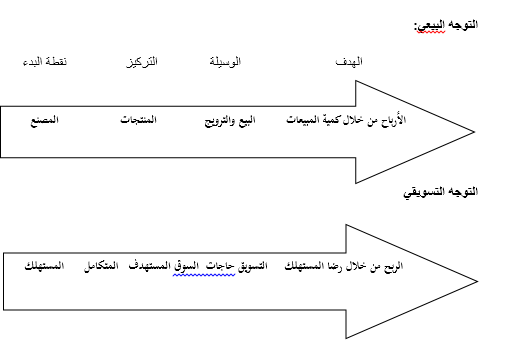 التوجه البيعي:
الهدف الوسيلة التركيز نقطة البدء
الأرباح من خلال كمية المبيعات البيع والترويج المنتجات المصنع
التوجه التسويقي
الربح من خلال رضا المستهلك التسويق حاجات السوق المستهدف المتكامل المستهلك